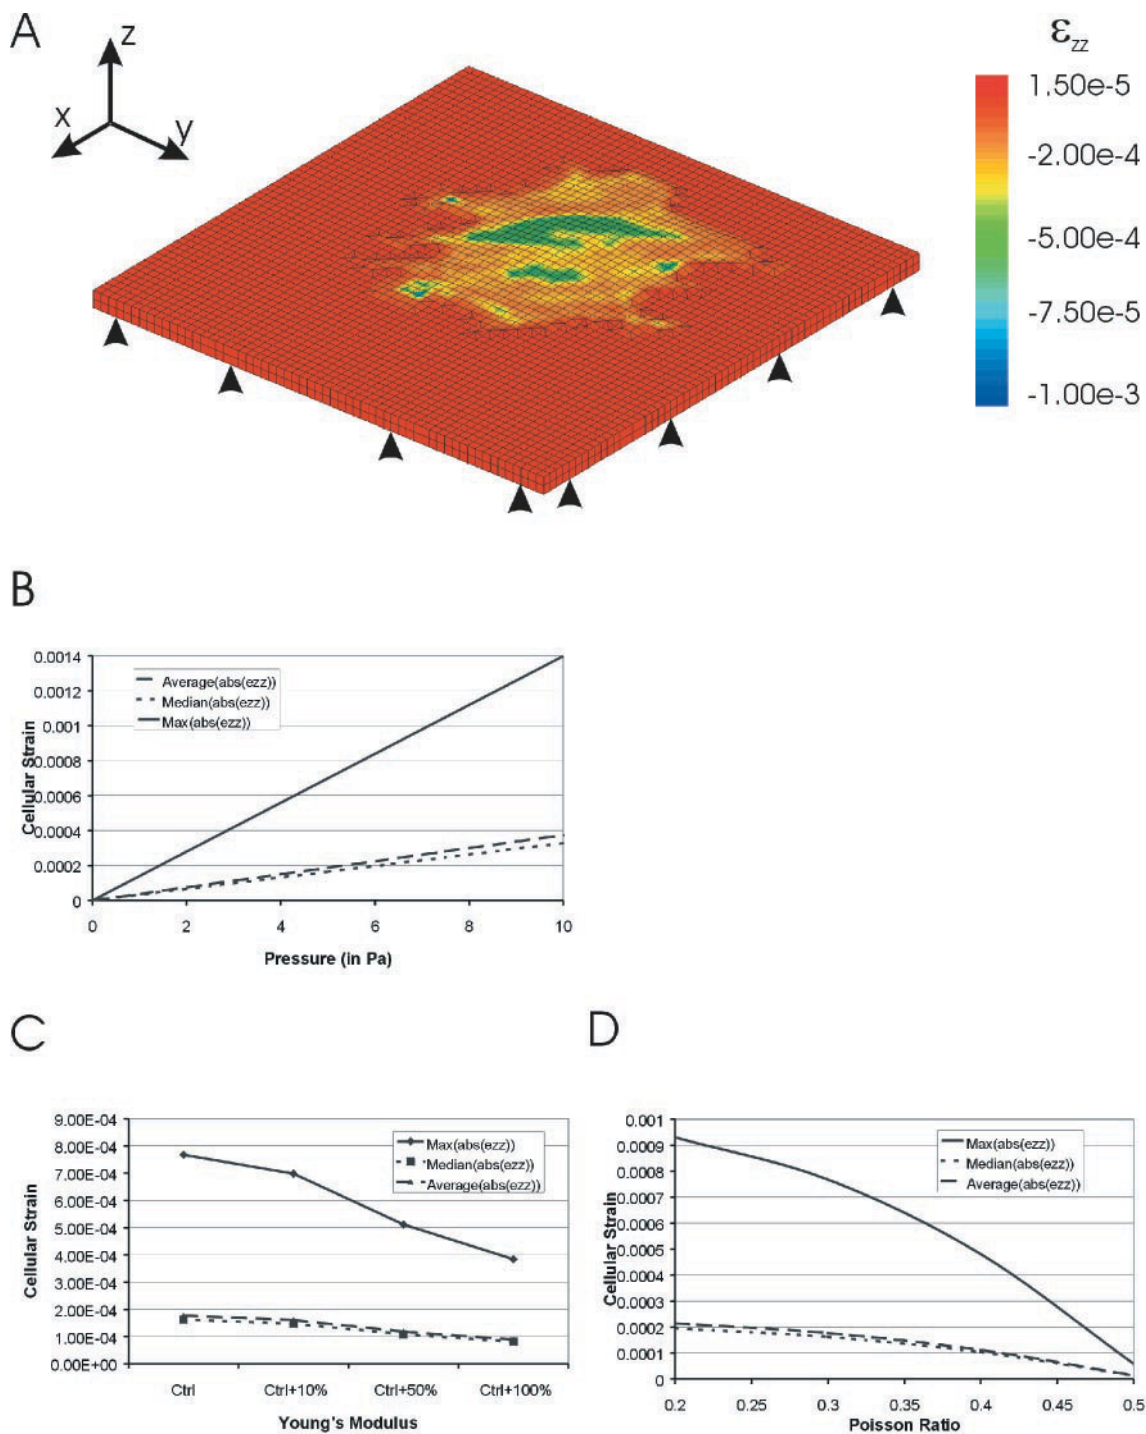 A
z
x
y
εzz
1.50e-5
-2.00e-4
-5.00e-4
-7.50e-5
-1.00e-3
B
0.0014
0.0012
0.001
0.0008
0.0006
0.0004
0.0002
0
Cellular Strain
Average(abs(ezz))
Median(abs(ezz))
Max(abs(ezz))
0 2 4 6 8 10
Pressure (in Pa)
C
9.00E-04
8.00E-04
7.00E-04
6.00E-04
5.00E-04
4.00E-04
3.00E-04
2.00E-04
1.00E-04
0.00E+00
Cellular Strain
Max(abs(ezz))
Median(abs(ezz))
Average(abs(ezz))
Ctrl Ctrl+10% Ctrl+50% Ctrl+100%
Young's Modulus
D
0.001
0.0009
0.0008
0.0007
0.0006
0.0005
0.0004
0.0003
0.0002
0.0001
0
Cellular Strain
Max(abs(ezz))
Median(abs(ezz))
Average(abs(ezz))
0.2 0.25 0.3 0.35 0.4 0.45 0.5
Poisson Ratio